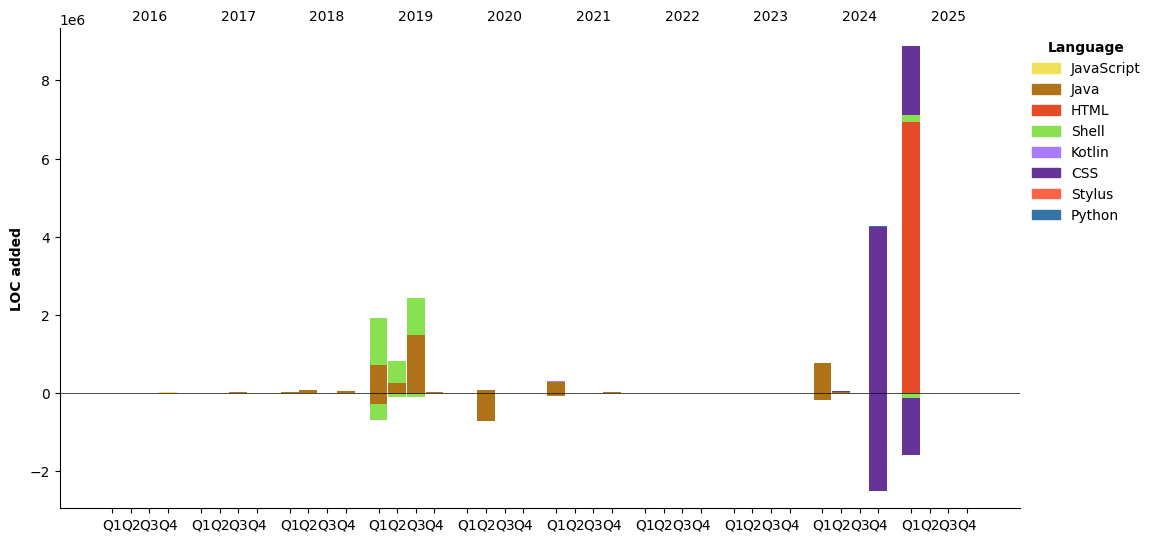 2016 2017 2018 2019 2020 2021 2022 2023 2024 2025
1e6
8
6
4
2
0
−2
LOC added
Q1Q2Q3Q4 Q1Q2Q3Q4 Q1Q2Q3Q4 Q1Q2Q3Q4 Q1Q2Q3Q4 Q1Q2Q3Q4 Q1Q2Q3Q4 Q1Q2Q3Q4 Q1Q2Q3Q4 Q1Q2Q3Q4
Language
JavaScript
Java
HTML
Shell
Kotlin
CSS
Stylus
Python